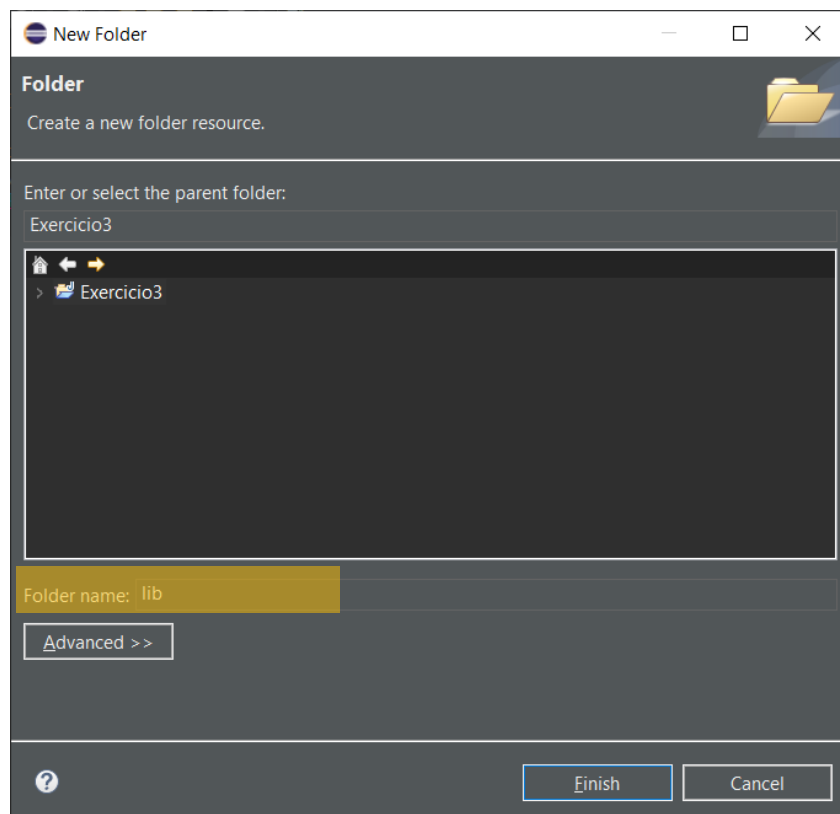 New Folder
Folder
Create a new folder resource.
Enter or select the parent folder:
Exercicio3
Exercicio3
Folder name: lib
Advanced >>
Finish Cancel